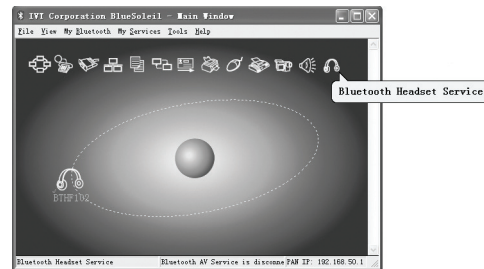 IVT Corporation BlueSoleil - Main Window
File View My Bluetooth My Services Tools Help
Bluetooth Headset Service
BTHF102
Bluetooth Headset Service Bluetooth AV Service is disconne PAN IP: 192.168.50.1